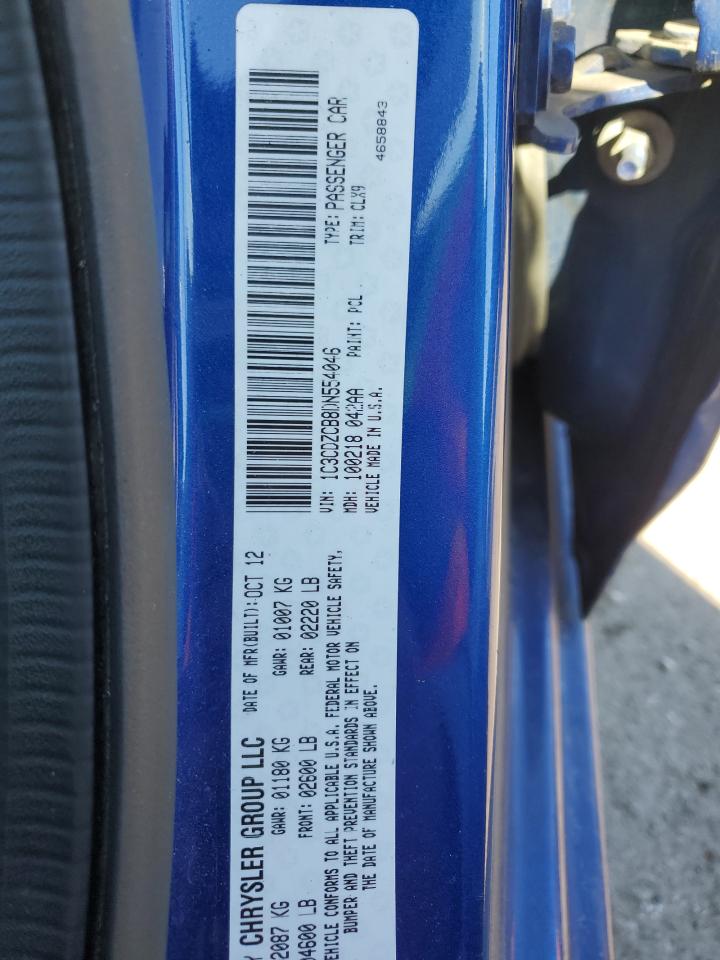 CHRYSLER GROUP LLC DATE OF MFR(BUILT): OCT 12
2087 KG GAWR: 01180 KG GAWR: 01007 KG
4600 LB FRONT: 02600 LB REAR: 02220 LB
VEHICLE CONFORMS TO ALL APPLICABLE U.S.A. FEDERAL MOTOR VEHICLE SAFETY,
BUMPER AND THEFT PREVENTION STANDARDS IN EFFECT ON
THE DATE OF MANUFACTURE SHOWN ABOVE.
VIN: 1C3CDZCB8DN554046 TYPE: PASSENGER CAR
MDH: 100218 042AA PAINT: PCL TRIM: CLX9
VEHICLE MADE IN U.S.A.
4658843